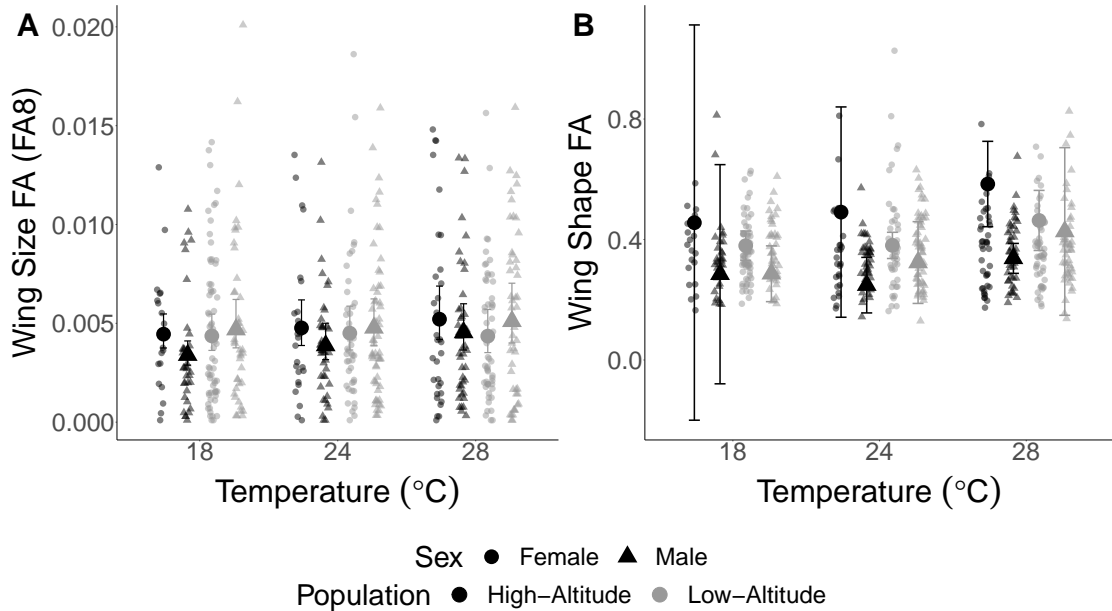 A
B
Wing Size FA (FA8)
0.020
0.015
0.010
0.005
0.000
18
24
28
Temperature (°C)
Wing Shape FA
0.8
0.4
0.0
18
24
28
Temperature (°C)
Sex Female Male
Population High−Altitude Low−Altitude